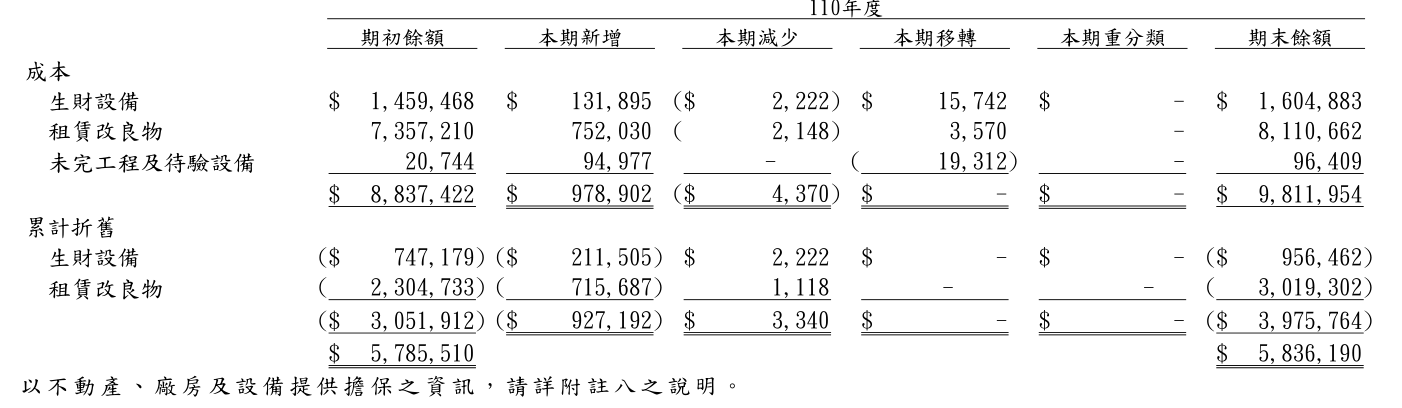 110年度
期初餘額 本期新增 本期減少 本期移轉 本期重分類 期末餘額
成本
生財設備 $ 1,459,468 $ 131,895 ($ 2,222) $ 15,742 $ - $ 1,604,883
租賃改良物 7,357,210 752,030 ( 2,148) 3,570 - 8,110,662
未完工程及待驗設備 20,744 94,977 - ( 19,312) - 96,409
$ 8,837,422 $ 978,902 ($ 4,370) $ - $ - $ 9,811,954
累計折舊
生財設備 ($ 747,179) ($ 211,505) $ 2,222 $ - $ - ($ 956,462)
租賃改良物 ( 2,304,733) ( 715,687) 1,118 - - ( 3,019,302)
($ 3,051,912) ($ 927,192) $ 3,340 $ - $ - ($ 3,975,764)
$ 5,785,510 $ 5,836,190
以不動產、廠房及設備提供擔保之資訊，請詳附註八之說明。